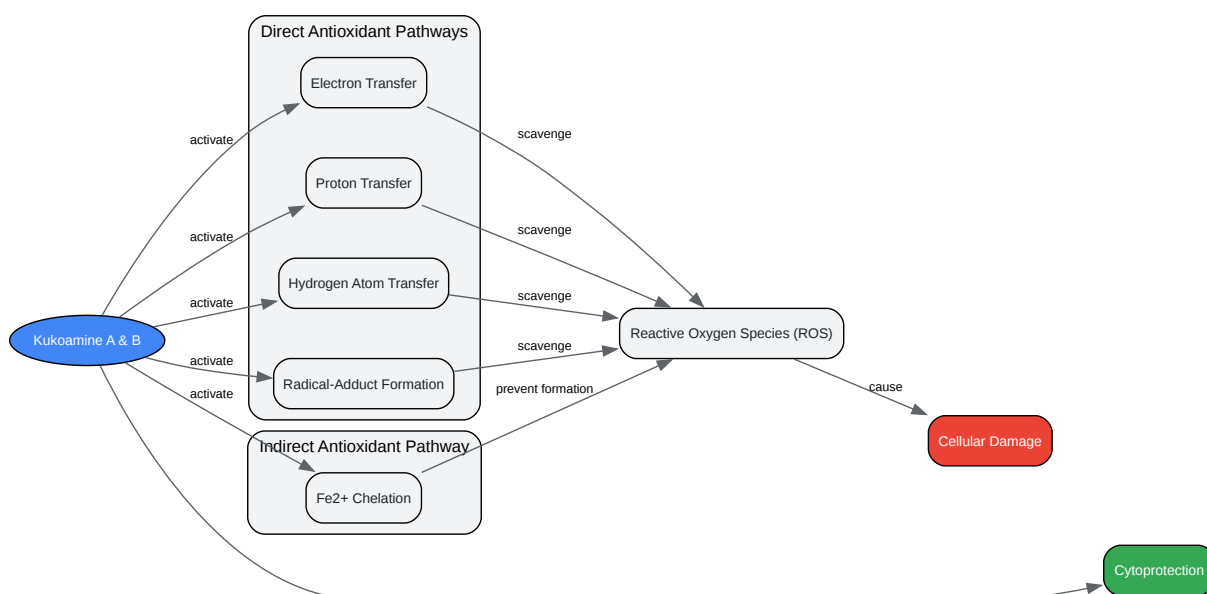 Direct Antioxidant Pathways
Electron Transfer
activate
scavenge
Proton Transfer
activate
scavenge
Hydrogen Atom Transfer
activate
scavenge
Kukoamine A & B
Reactive Oxygen Species (ROS)
activate
scavenge
Radical-Adduct Formation
activate
prevent formation
cause
Indirect Antioxidant Pathway
Cellular Damage
Fe2+ Chelation
Cytoprotection